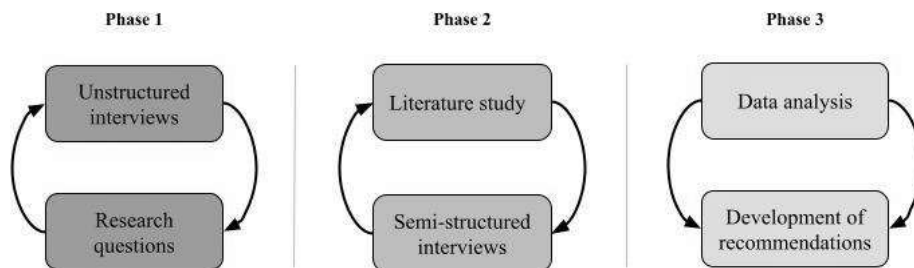 Phase 1
Phase 2
Phase 3
Unstructured
interviews
Literature study
Data analysis
Research
questions
Semi-structured
interviews
Development of
recommendations